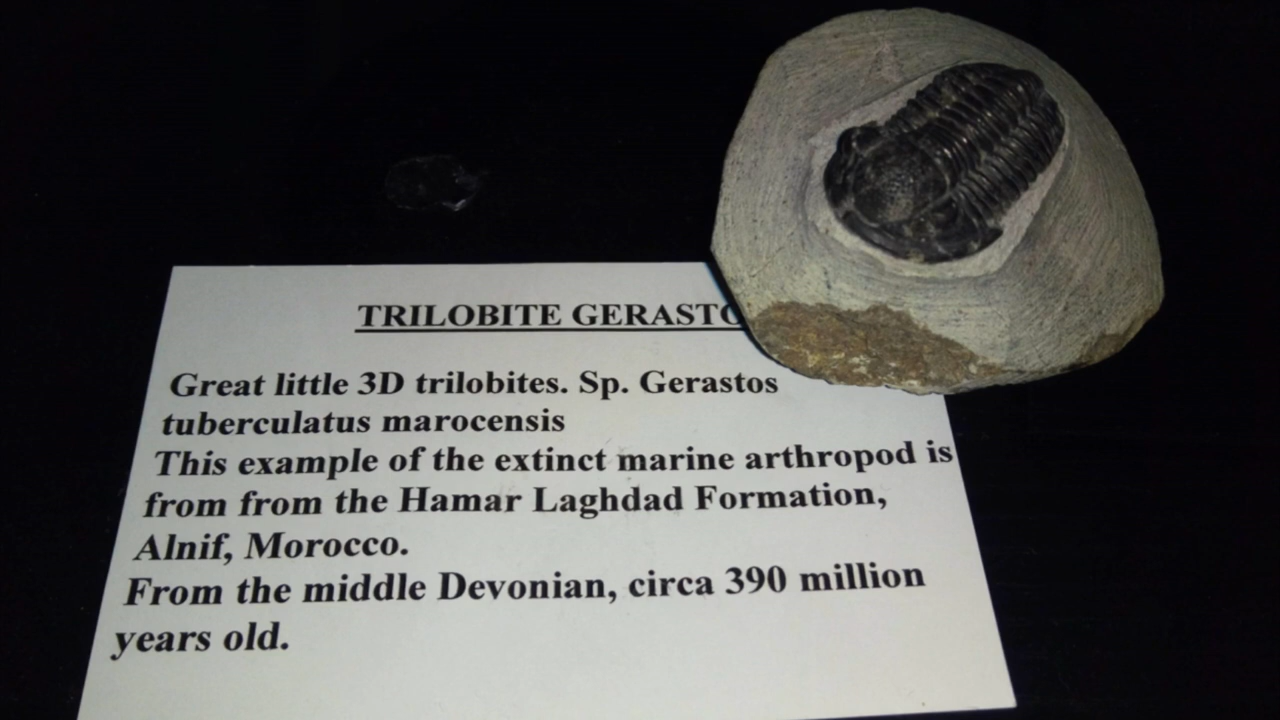 TRILOBITE GERASTO
Great little 3D trilobites. Sp. Gerastos
tuberculatus marocensis
This example of the extinct marine arthropod is
from from the Hamar Laghdad Formation,
Alnif, Morocco.
From the middle Devonian, circa 390 million
years old.